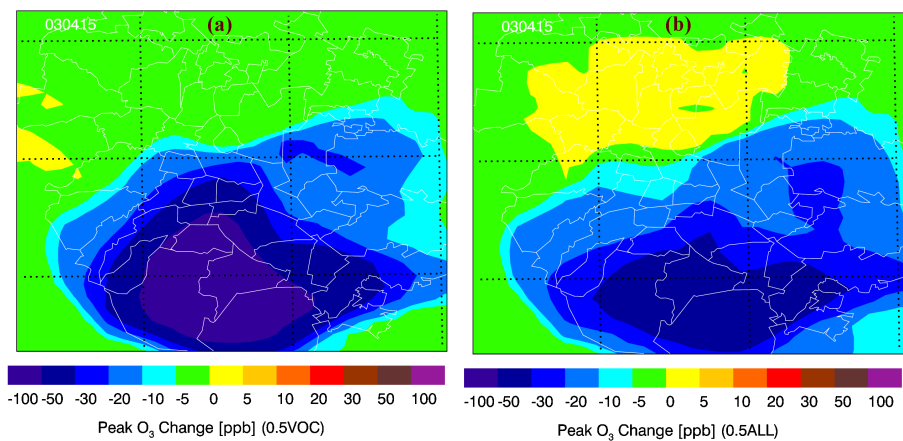 030415 (a)
030415 (b)
-100 -50 -30 -20 -10 -5 0 5 10 20 30 50 100
Peak O₃ Change [ppb] (0.5VOC)
-100 -50 -30 -20 -10 -5 0 5 10 20 30 50 100
Peak O₃ Change [ppb] (0.5ALL)